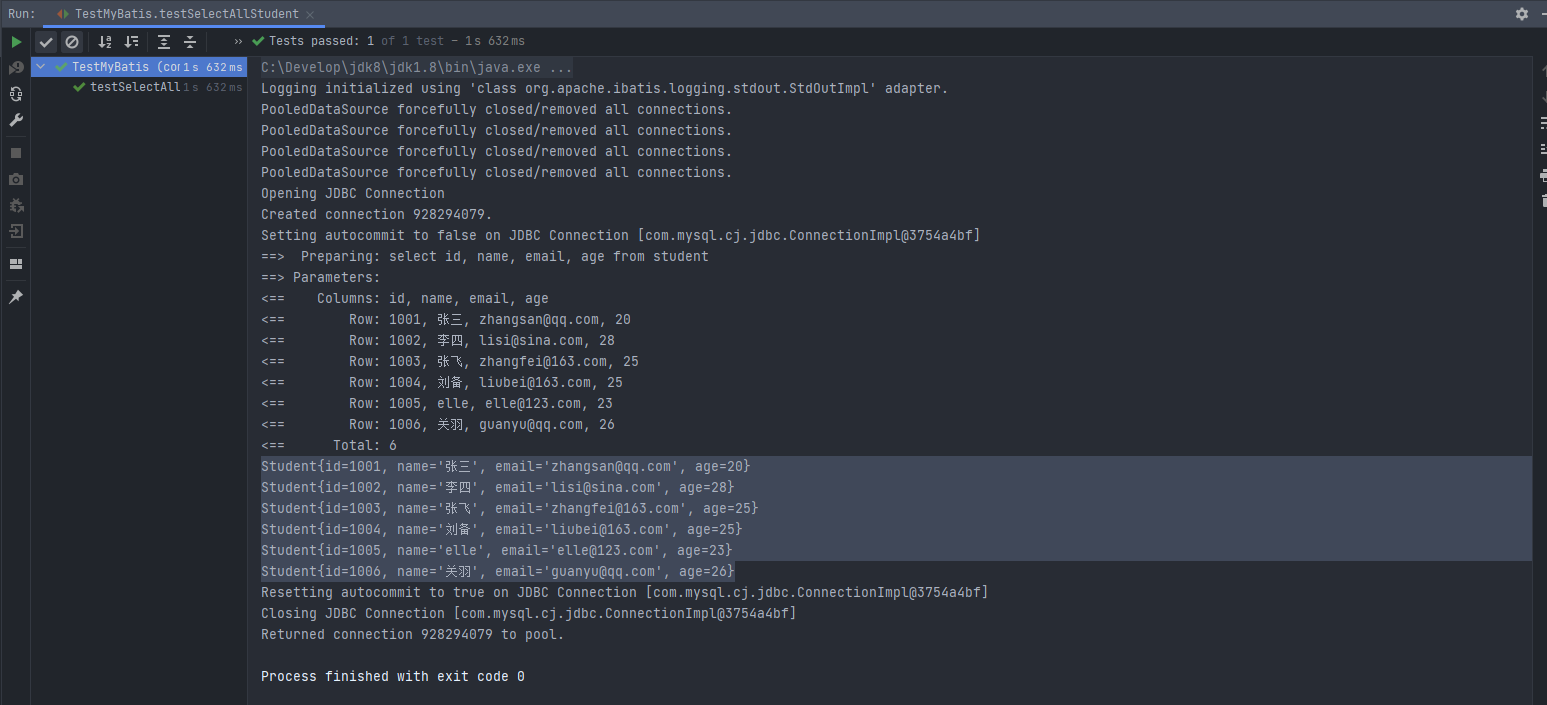 Run: TestMyBatis.testSelectAllStudent
» Tests passed: 1 of 1 test – 1 s 632 ms
TestMyBatis (cor 1 s 632 ms
testSelectAll 1 s 632 ms
C:\Develop\jdk8\jdk1.8\bin\java.exe ...
Logging initialized using 'class org.apache.ibatis.logging.stdout.StdOutImpl' adapter.
PooledDataSource forcefully closed/removed all connections.
PooledDataSource forcefully closed/removed all connections.
PooledDataSource forcefully closed/removed all connections.
PooledDataSource forcefully closed/removed all connections.
Opening JDBC Connection
Created connection 928294079.
Setting autocommit to false on JDBC Connection [com.mysql.cj.jdbc.ConnectionImpl@3754a4bf]
==>  Preparing: select id, name, email, age from student
==> Parameters:
<==    Columns: id, name, email, age
<==        Row: 1001, 张三, zhangsan@qq.com, 20
<==        Row: 1002, 李四, lisi@sina.com, 28
<==        Row: 1003, 张飞, zhangfei@163.com, 25
<==        Row: 1004, 刘备, liubei@163.com, 25
<==        Row: 1005, elle, elle@123.com, 23
<==        Row: 1006, 关羽, guanyu@qq.com, 26
<==      Total: 6
Student{id=1001, name='张三', email='zhangsan@qq.com', age=20}
Student{id=1002, name='李四', email='lisi@sina.com', age=28}
Student{id=1003, name='张飞', email='zhangfei@163.com', age=25}
Student{id=1004, name='刘备', email='liubei@163.com', age=25}
Student{id=1005, name='elle', email='elle@123.com', age=23}
Student{id=1006, name='关羽', email='guanyu@qq.com', age=26}
Resetting autocommit to true on JDBC Connection [com.mysql.cj.jdbc.ConnectionImpl@3754a4bf]
Closing JDBC Connection [com.mysql.cj.jdbc.ConnectionImpl@3754a4bf]
Returned connection 928294079 to pool.
Process finished with exit code 0